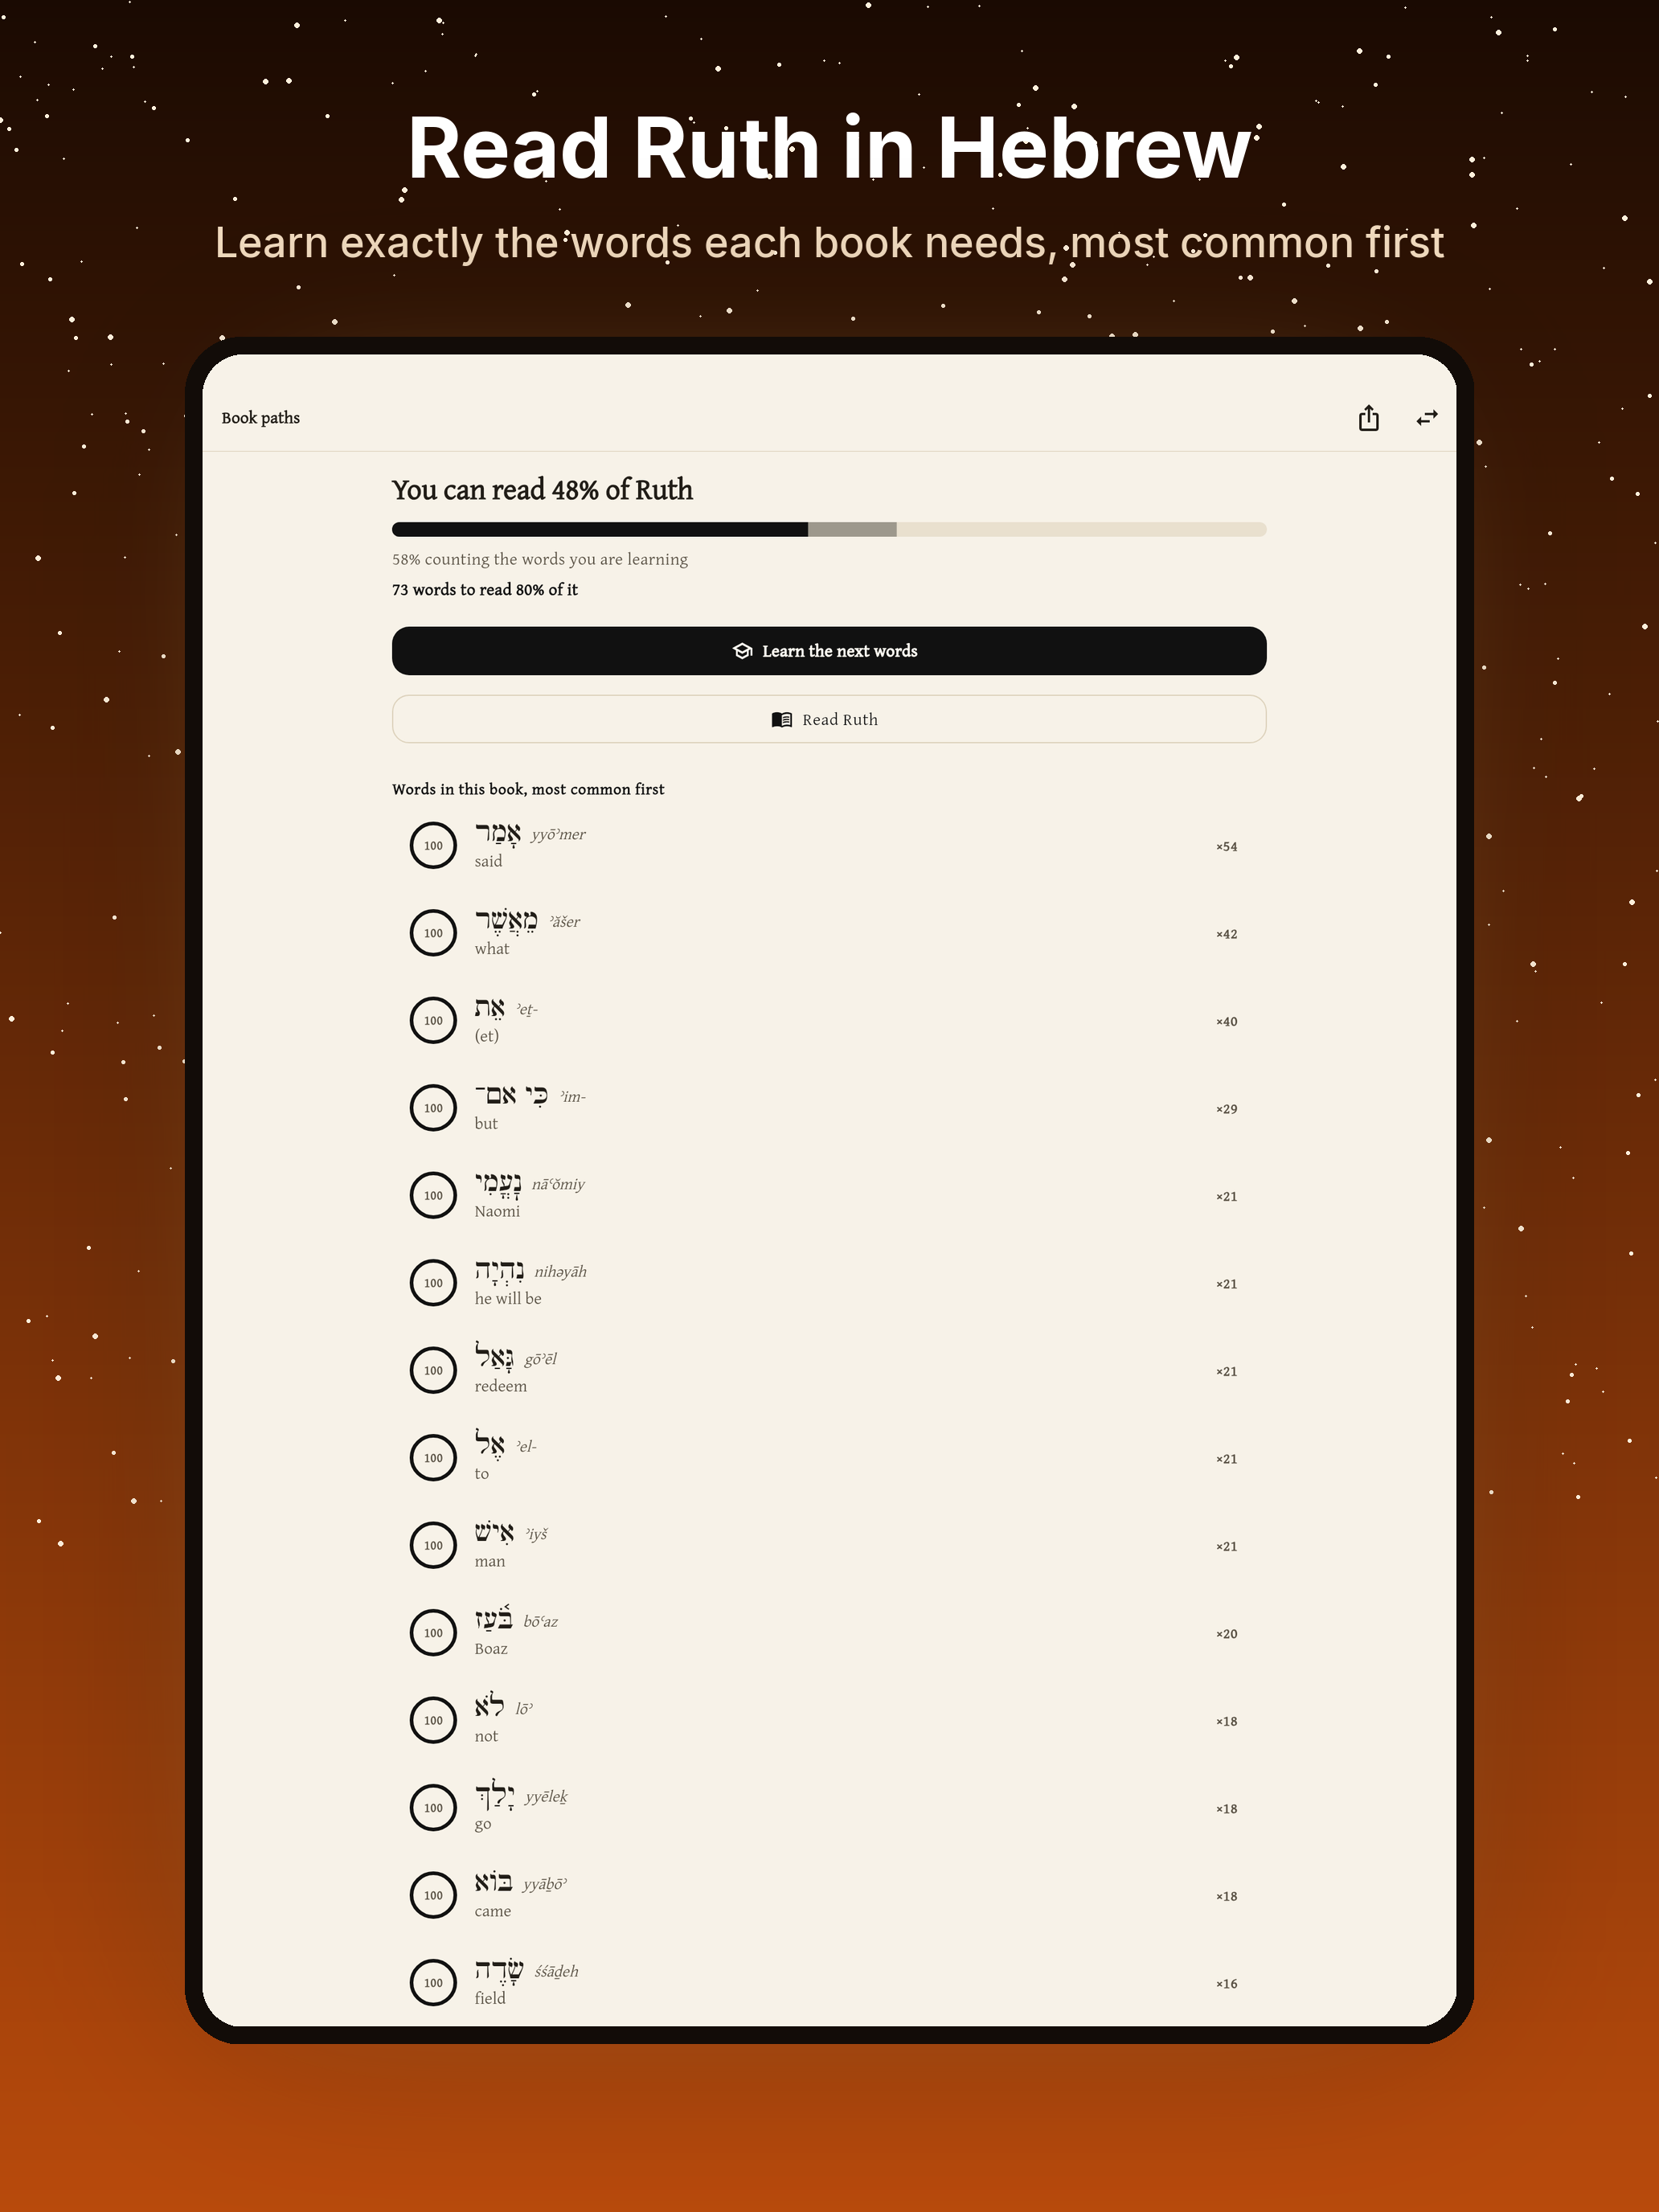 Read Ruth in Hebrew
Learn exactly the words each book needs, most common first
Book paths
You can read 48% of Ruth
58% counting the words you are learning
73 words to read 80% of it
Learn the next words
Read Ruth
Words in this book, most common first
100 אָמַר yyōʾmer ×54
said
100 מֵאֲשֶׁר ʾăšer ×42
what
100 אֵת ʾeṯ- ×40
(et)
100 כִּי אם־ ʾim- ×29
but
100 נָעֳמִי nāʿŏmiy ×21
Naomi
100 נִהְיָה nihəyāh ×21
he will be
100 גָּאַל gōʾēl ×21
redeem
100 אֶל ʾel- ×21
to
100 אִישׁ ʾiyš ×21
man
100 בֹּ֫עַז bōʿaz ×20
Boaz
100 לֹא lōʾ ×18
not
100 יָלַךְ yyēleḵ ×18
go
100 בּוֹא yyāḇōʾ ×18
came
100 שָׂדֶה śśāḏeh ×16
field